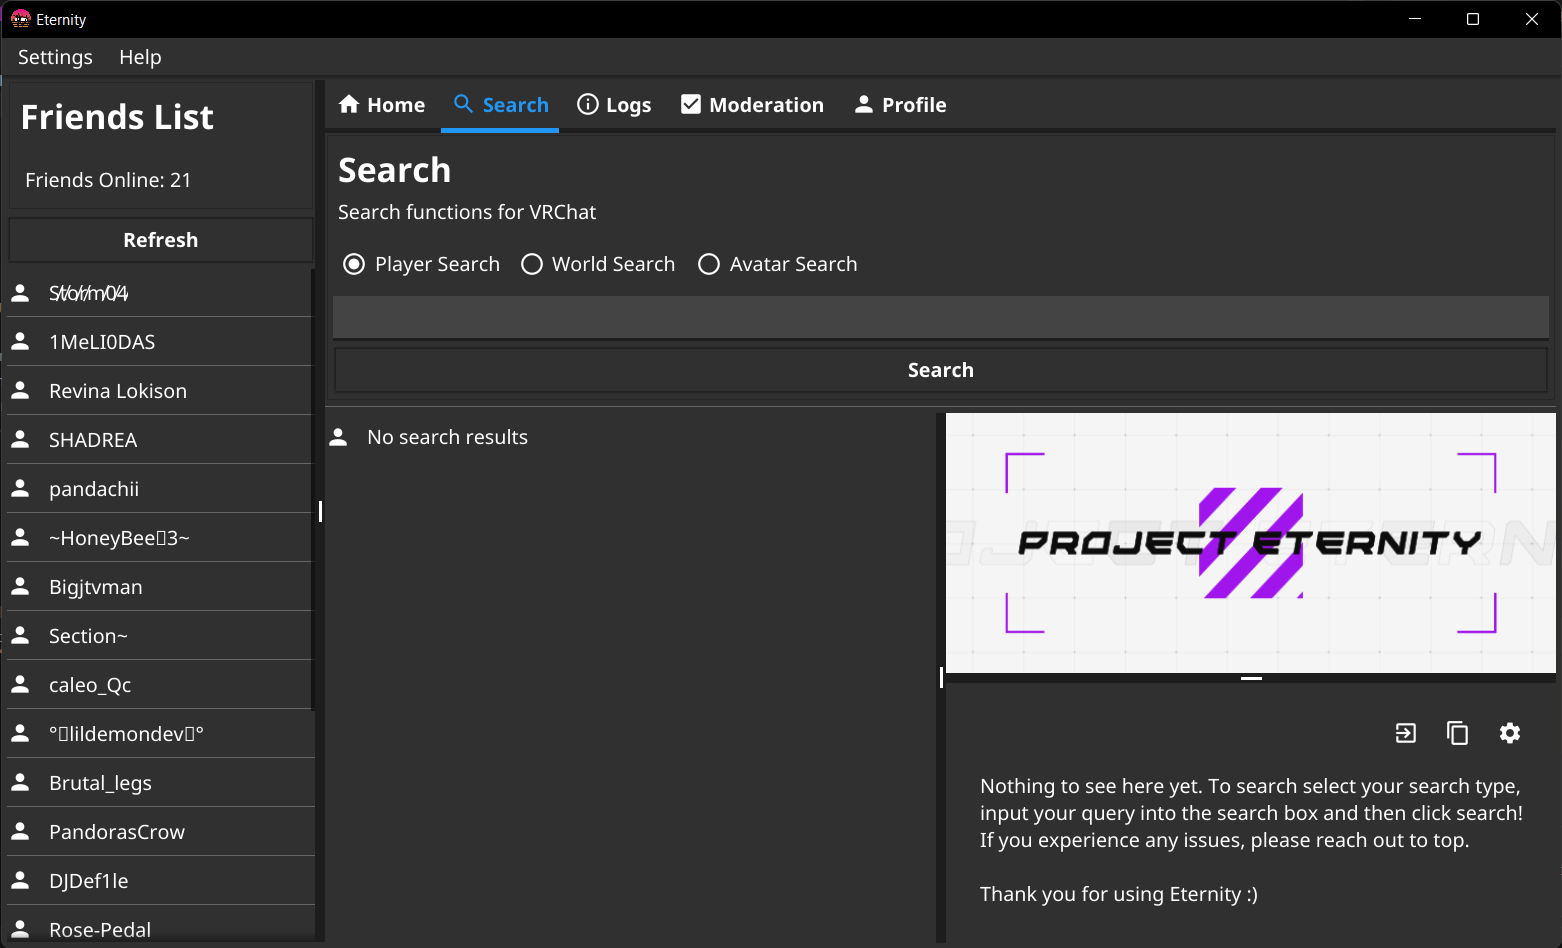 Eternity
Settings Help
Friends List
Friends Online: 21
Refresh
S̷t̷o̷r̷m̷0̷4̷
1MeLI0DAS
Revina Lokison
SHADREA
pandachii
~HoneyBee▯3~
Bigjtvman
Section~
caleo_Qc
°▯lildemondev▯°
Brutal_legs
PandorasCrow
DJDef1le
Rose-Pedal
Home Search Logs Moderation Profile
Search
Search functions for VRChat
Player Search World Search Avatar Search
Search
No search results
PROJECT ETERNITY
Nothing to see here yet. To search select your search type,
input your query into the search box and then click search!
If you experience any issues, please reach out to top.
Thank you for using Eternity :)